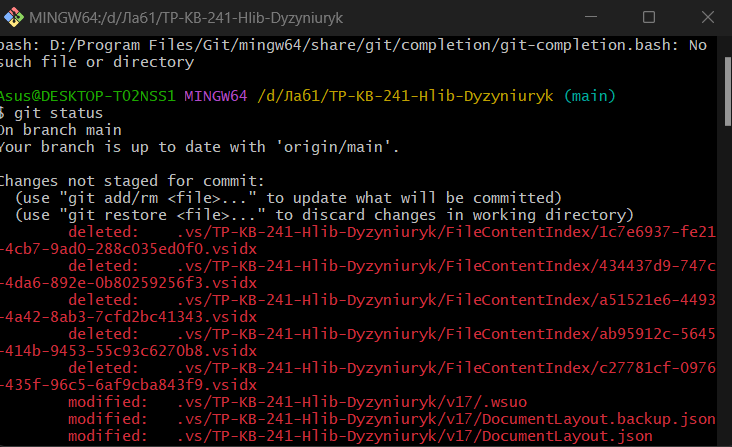 MINGW64:/d/Ла61/TP-KB-241-Hlib-Dyzyniuryk
bash: D:/Program Files/Git/mingw64/share/git/completion/git-completion.bash: No
such file or directory
Asus@DESKTOP-T02NSS1 MINGW64 /d/Ла61/TP-KB-241-Hlib-Dyzyniuryk (main)
$ git status
On branch main
Your branch is up to date with 'origin/main'.
Changes not staged for commit:
(use "git add/rm <file>..." to update what will be committed)
(use "git restore <file>..." to discard changes in working directory)
deleted: .vs/TP-KB-241-Hlib-Dyzyniuryk/FileContentIndex/1c7e6937-fe21
-4cb7-9ad0-288c035ed0f0.vsidx
deleted: .vs/TP-KB-241-Hlib-Dyzyniuryk/FileContentIndex/434437d9-747c
-4da6-892e-0b80259256f3.vsidx
deleted: .vs/TP-KB-241-Hlib-Dyzyniuryk/FileContentIndex/a51521e6-4493
-4a42-8ab3-7cfd2bc41343.vsidx
deleted: .vs/TP-KB-241-Hlib-Dyzyniuryk/FileContentIndex/ab95912c-5645
-414b-9453-55c93c6270b8.vsidx
deleted: .vs/TP-KB-241-Hlib-Dyzyniuryk/FileContentIndex/c27781cf-0976
-435f-96c5-6af9cba843f9.vsidx
modified: .vs/TP-KB-241-Hlib-Dyzyniuryk/v17/.wsuo
modified: .vs/TP-KB-241-Hlib-Dyzyniuryk/v17/DocumentLayout.backup.json
modified: .vs/TP-KB-241-Hlib-Dyzyniuryk/v17/DocumentLayout.json